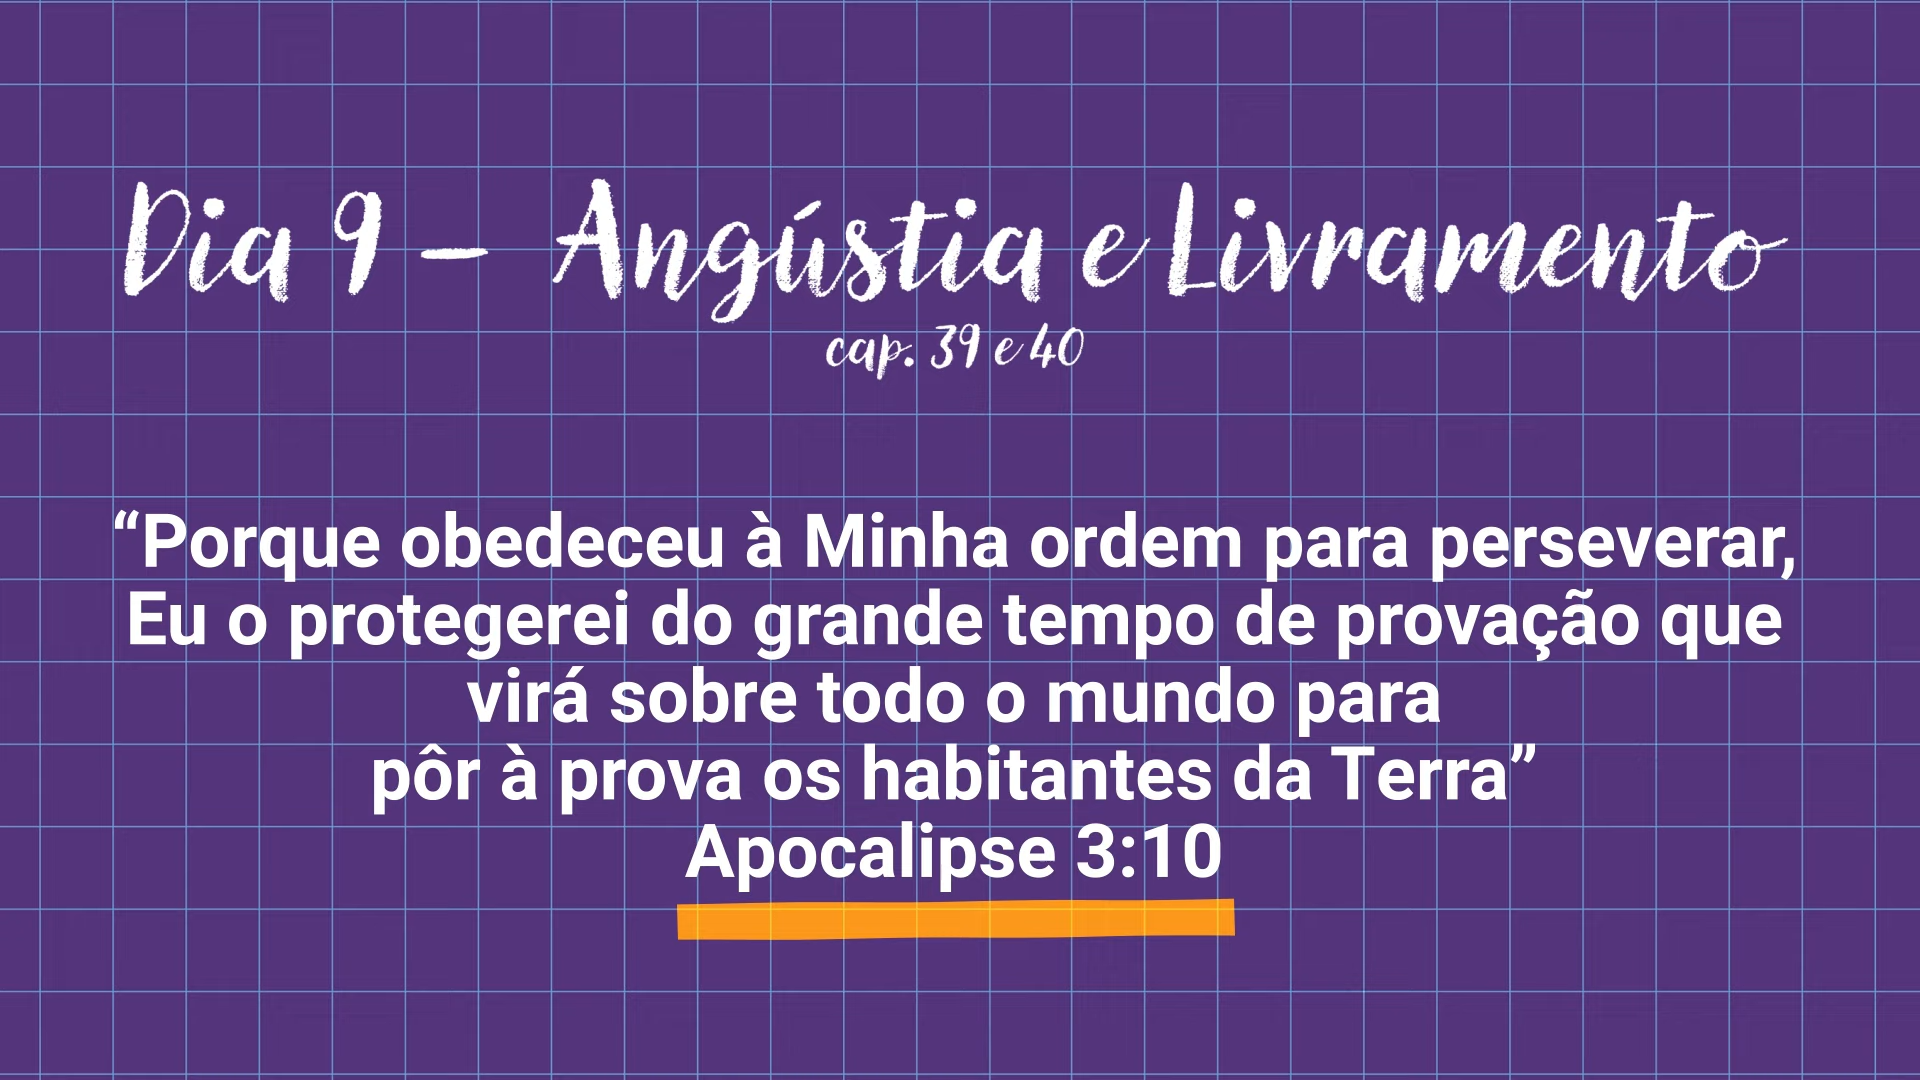 Dia 9 – Angústia e Livramento
cap. 39 e 40
“Porque obedeceu à Minha ordem para perseverar,
Eu o protegerei do grande tempo de provação que
virá sobre todo o mundo para
pôr à prova os habitantes da Terra”
Apocalipse 3:10